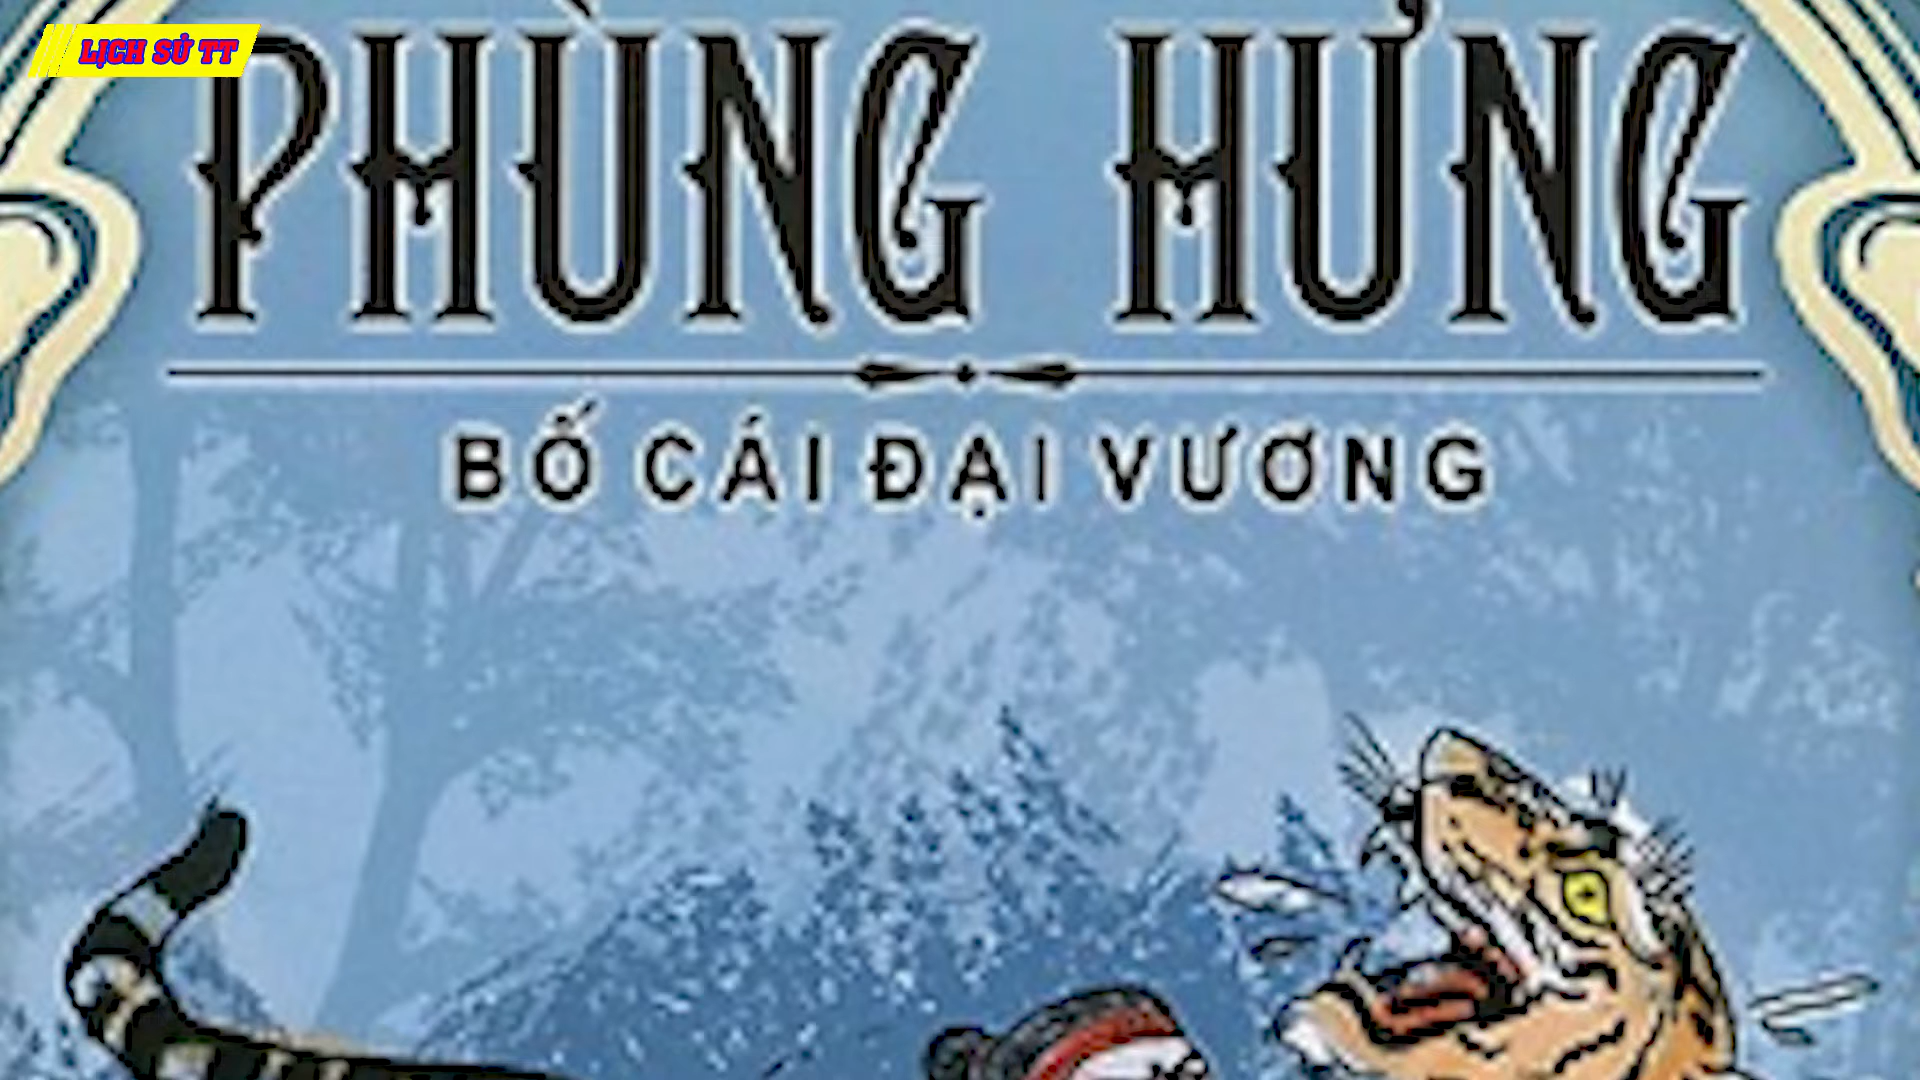 LỊCH SỬ TT
PHÙNG HƯNG
BỐ CÁI ĐẠI VƯƠNG